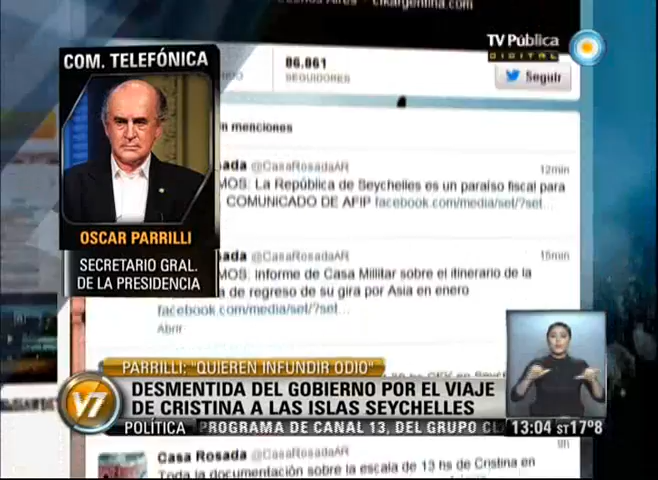 clkargentina.com
TV Pública
DIGITAL
86.861
SEGUIDORES
Seguir
COM. TELEFÓNICA
menciones
@CasaRosadaAR
12min
MOS: La República de Seychelles es un paraíso fiscal para
COMUNICADO DE AFIP facebook.com/media/set/?set...
@CasaRosadaAR
15min
MOS: Informe de Casa Militar sobre el itinerario de la
a de regreso de su gira por Asia en enero
facebook.com/media/set/?set...
Abrir
OSCAR PARRILLI
SECRETARIO GRAL.
DE LA PRESIDENCIA
PARRILLI: "QUIEREN INFUNDIR ODIO"
V7
DESMENTIDA DEL GOBIERNO POR EL VIAJE
DE CRISTINA A LAS ISLAS SEYCHELLES
POLÍTICA
PROGRAMA DE CANAL 13, DEL GRUPO CL
13:04 ST 17°8
Casa Rosada @CasaRosadaAR
Toda la documentación sobre la escala de 13 hs de Cristina en